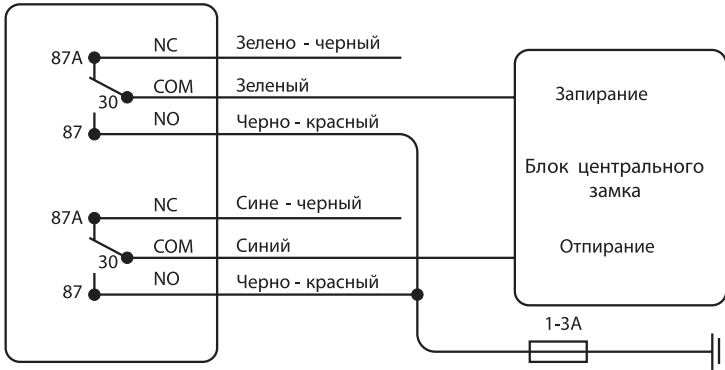 87A NC Зелено - черный
30 COM Зеленый
87 NO Черно - красный
87A NC Сине - черный
30 COM Синий
87 NO Черно - красный
Запирание
Блок центрального
замка
Отпирание
1-3А